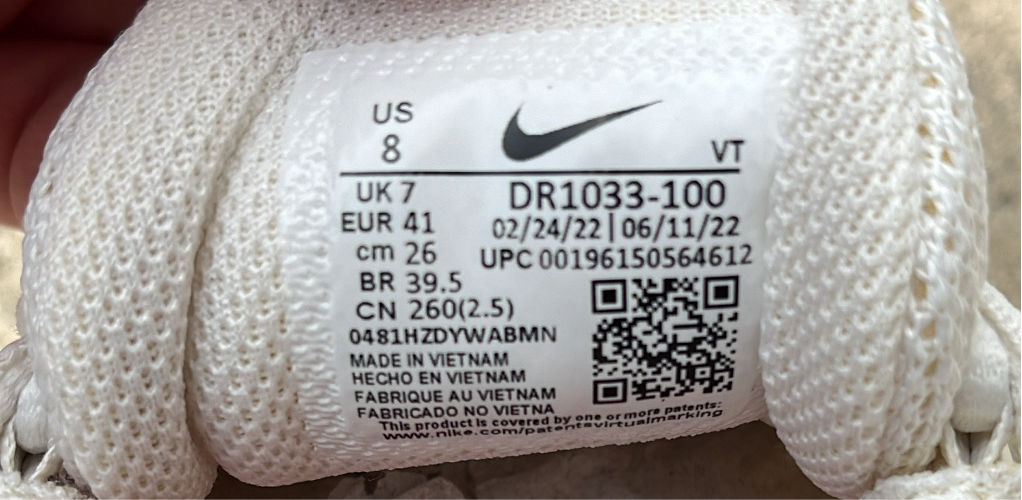 US
8
VT
UK 7
EUR 41
cm 26
BR 39.5
CN 260(2.5)
DR1033-100
02/24/22 | 06/11/22
UPC 00196150564612
0481HZDYWABMN
MADE IN VIETNAM
HECHO EN VIETNAM
FABRIQUE AU VIETNAM
FABRICADO NO VIETNA
This product is covered by one or more patents:
www.nike.com/patentsvirtualmarking